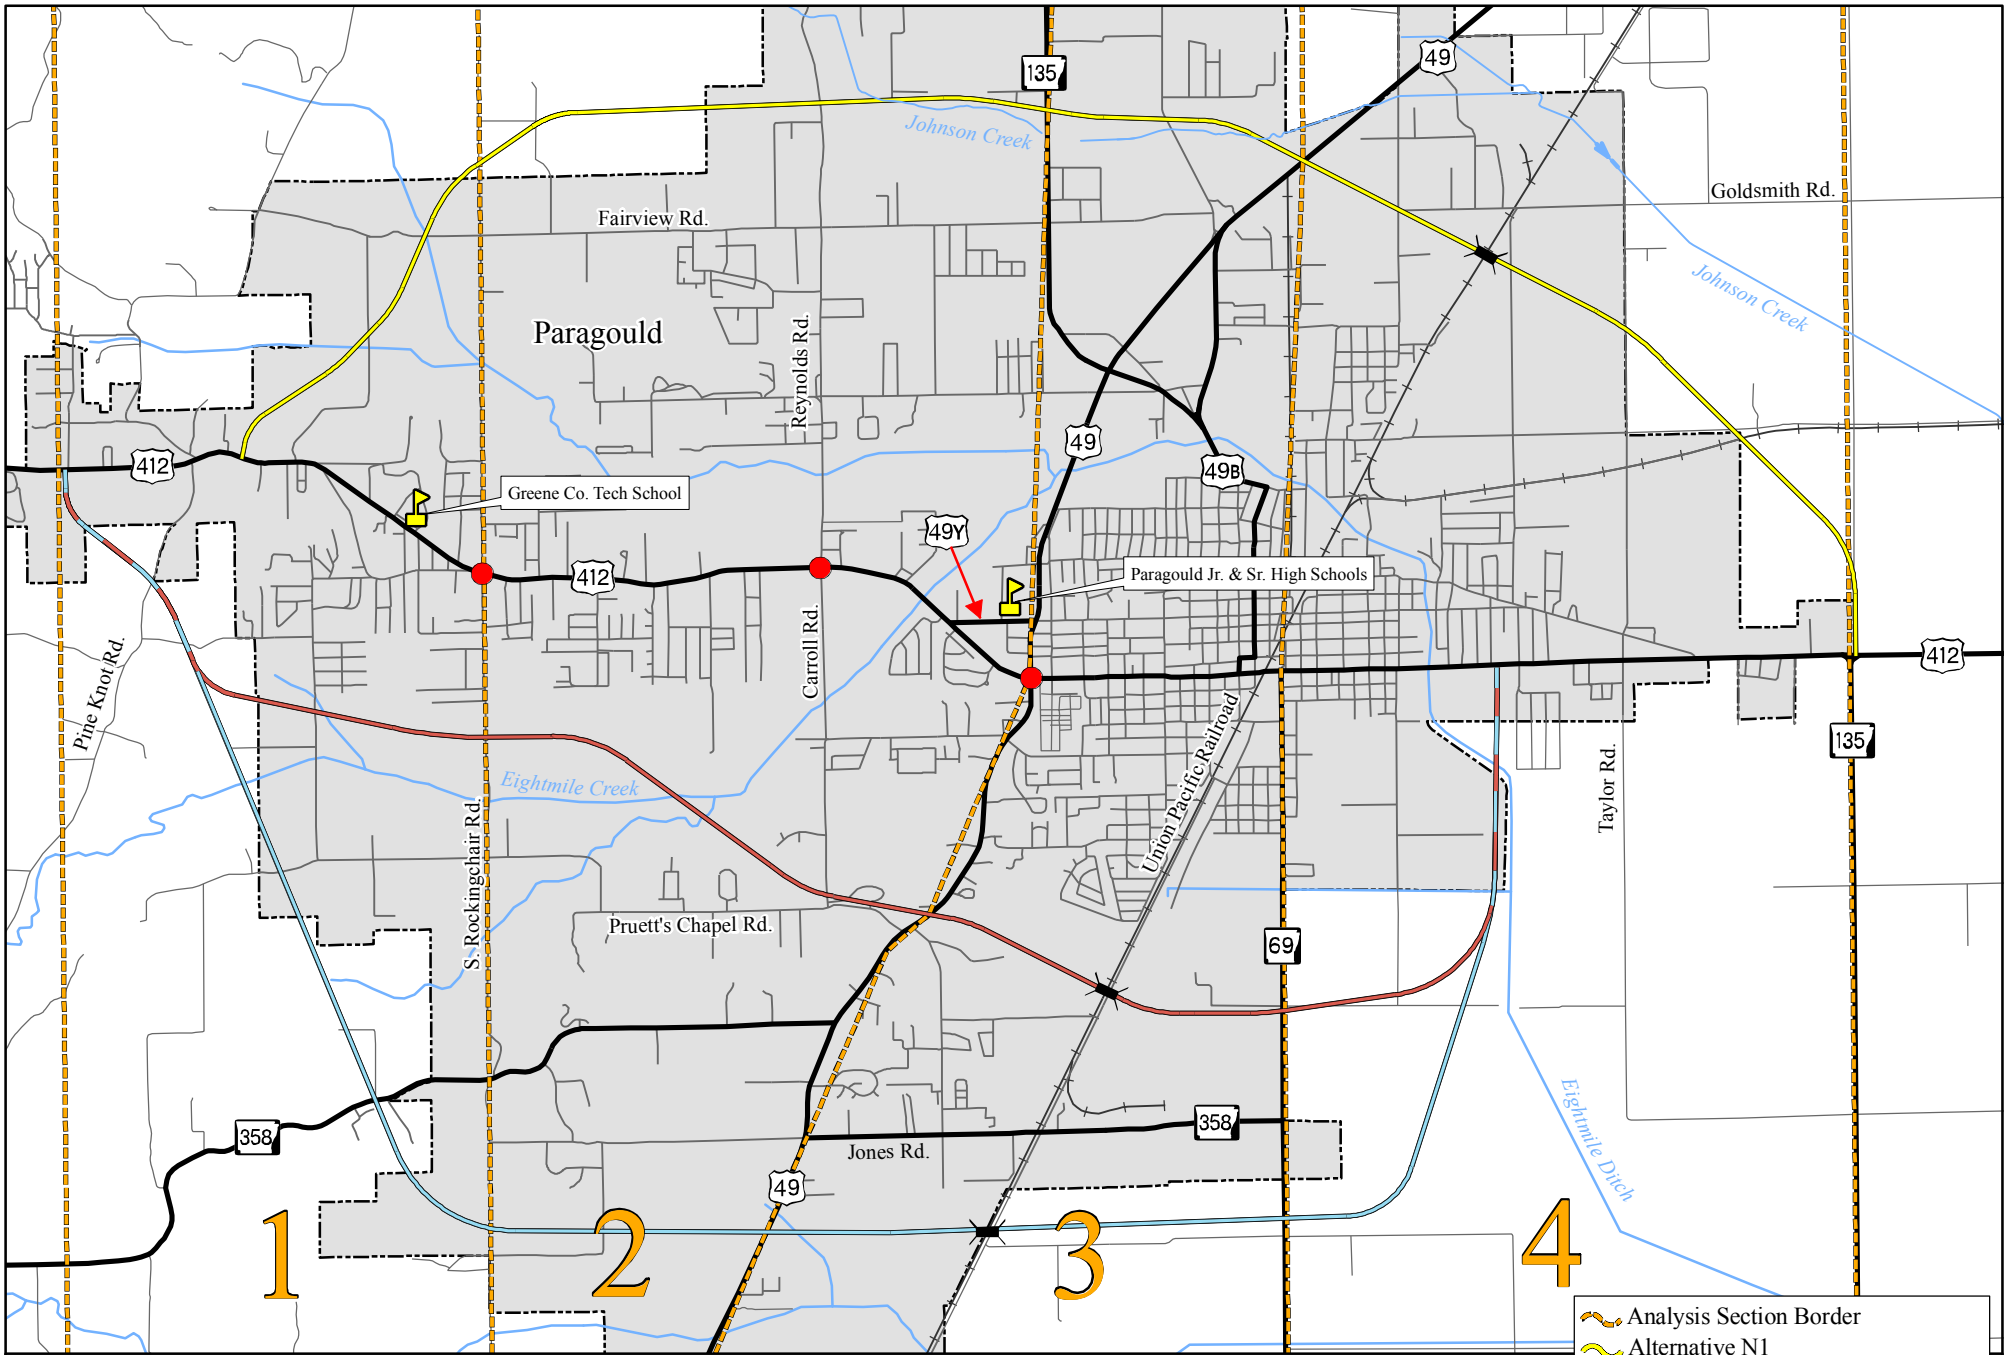 135
49
Johnson Creek
Goldsmith Rd.
Fairview Rd.
Johnson Creek
Paragould
Reynolds Rd.
49
412
49B
Greene Co. Tech School
49Y
412
Paragould Jr. & Sr. High Schools
Carroll Rd.
Pine Knot Rd.
412
Union Pacific Railroad
135
Taylor Rd.
Eightmile Creek
S. Rockingchair Rd.
Pruett's Chapel Rd.
69
358
358
Jones Rd.
Eightmile Ditch
49
1
2
3
4
Analysis Section Border
Alternative N1